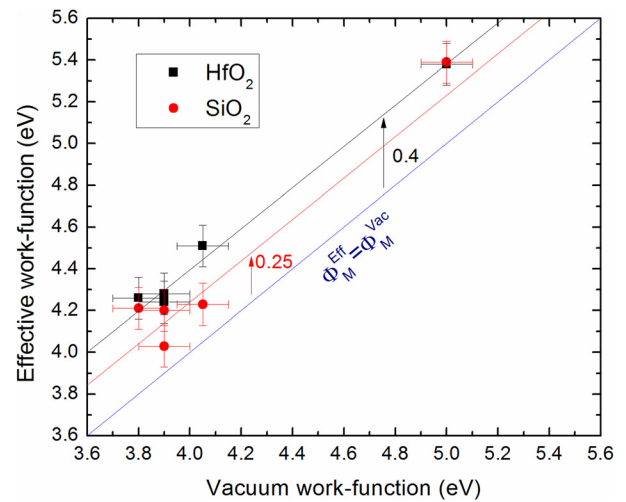 5.6
5.4
5.2
5.0
4.8
4.6
4.4
4.2
4.0
3.8
3.6
Effective work-function (eV)
HfO₂
SiO₂
0.4
0.25
Φ_M^Eff=Φ_M^Vac
3.6 3.8 4.0 4.2 4.4 4.6 4.8 5.0 5.2 5.4 5.6
Vacuum work-function (eV)